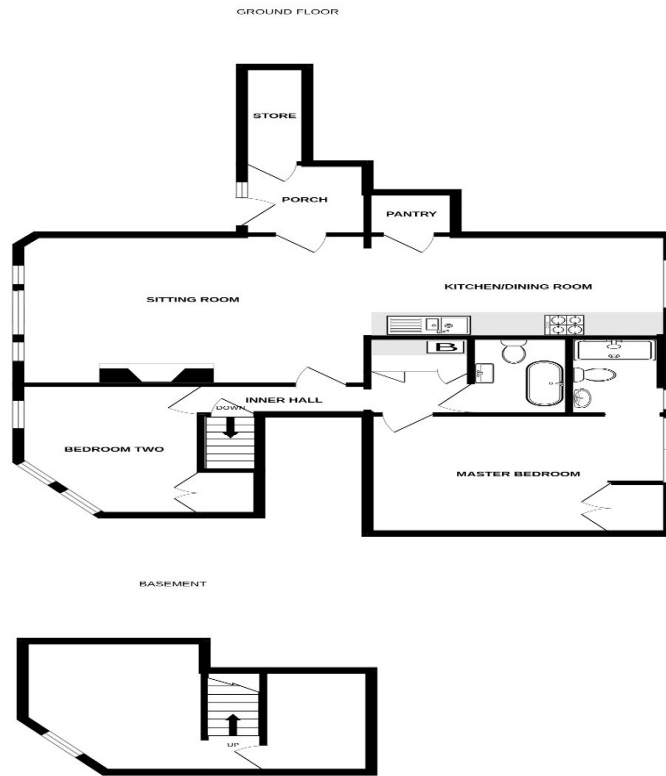 GROUND FLOOR
STORE
PORCH
PANTRY
SITTING ROOM
KITCHEN/DINING ROOM
B
INNER HALL
DOWN
BEDROOM TWO
MASTER BEDROOM
BASEMENT
UP